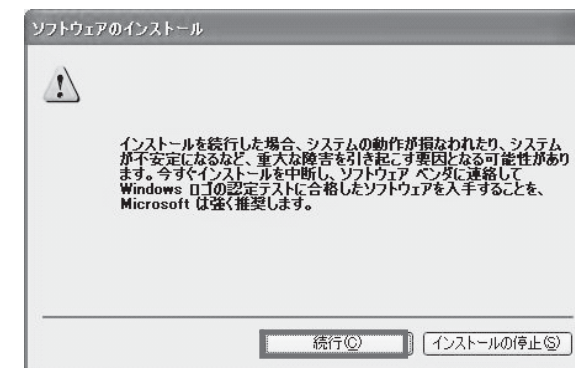 ソフトウェアのインストール
インストールを続行した場合、システムの動作が損なわれたり、システム
が不安定になるなど、重大な障害を引き起こす要因となる可能性があり
ます。今すぐインストールを中断し、ソフトウェア ベンダに連絡して
Windows ロゴの認定テストに合格したソフトウェアを入手することを、
Microsoft は強く推奨します。
続行(C)
インストールの停止(S)